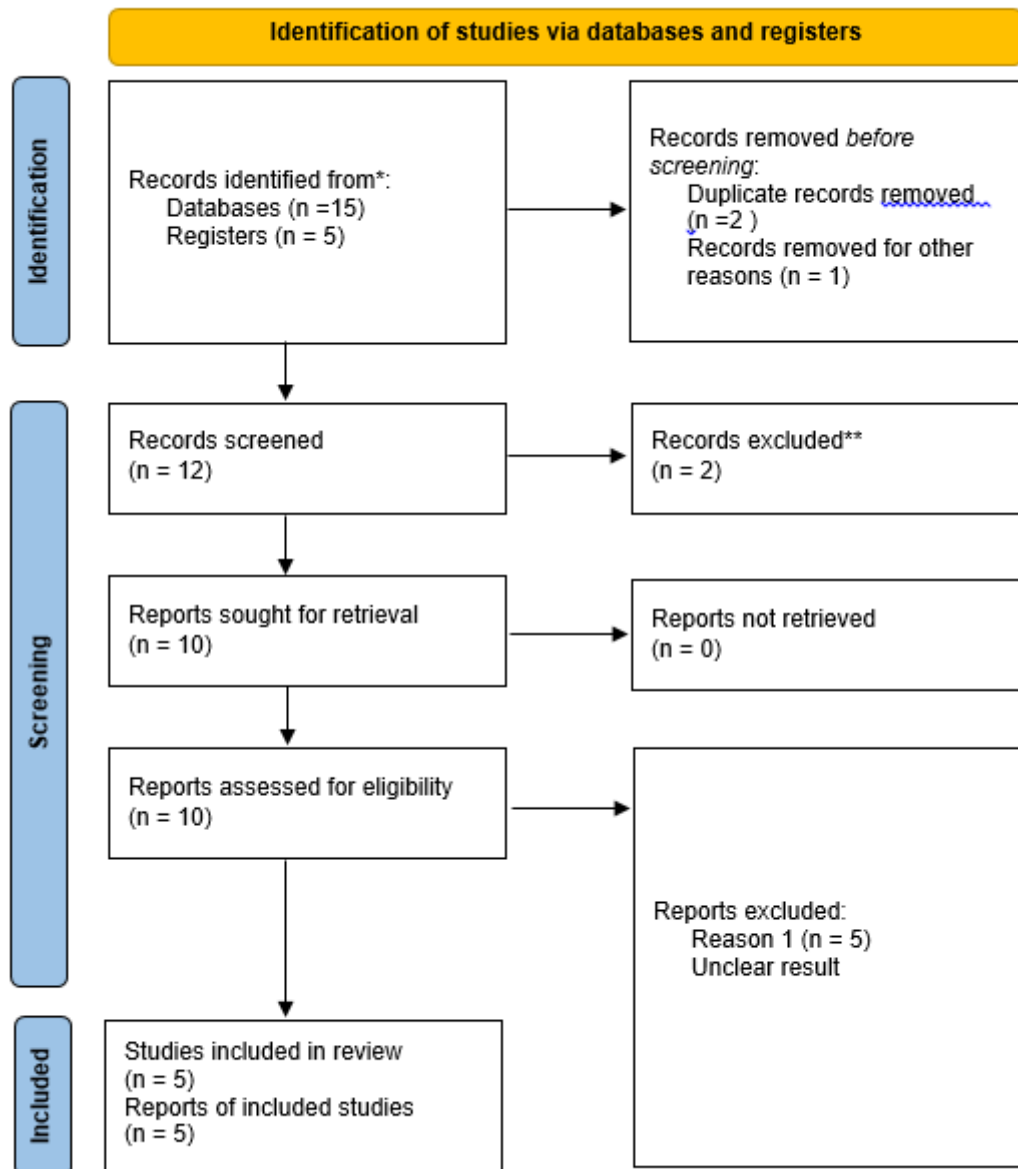 Identification of studies via databases and registers
Identification
Records identified from*:
Databases (n =15)
Registers (n = 5)
Records removed before
screening:
Duplicate records removed
(n =2 )
Records removed for other
reasons (n = 1)
Screening
Records screened
(n = 12)
Records excluded**
(n = 2)
Reports sought for retrieval
(n = 10)
Reports not retrieved
(n = 0)
Reports assessed for eligibility
(n = 10)
Reports excluded:
Reason 1 (n = 5)
Unclear result
Included
Studies included in review
(n = 5)
Reports of included studies
(n = 5)